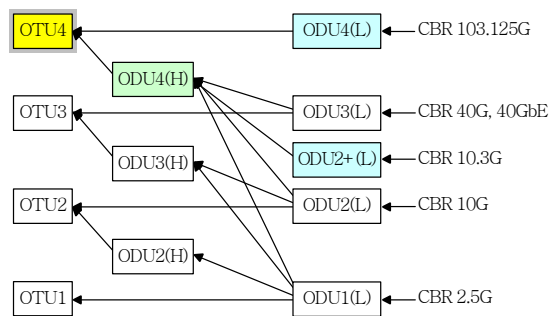 OTU4
ODU4(L)
CBR 103.125G
ODU4(H)
OTU3
ODU3(L)
CBR 40G, 40GbE
ODU3(H)
ODU2+(L)
CBR 10.3G
OTU2
ODU2(L)
CBR 10G
ODU2(H)
OTU1
ODU1(L)
CBR 2.5G